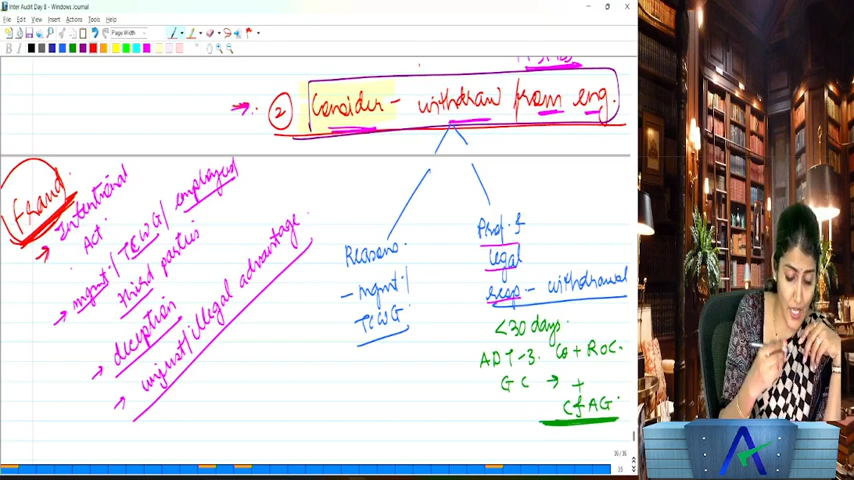 Inter Audit Day 8 - Windows Journal
File Edit View Insert Actions Tools Help
Page Width
② Consider - withdraw from eng.
Fraud
→ Intentional
Act.
→ mgmt / TCWG / employees
third parties
→ deception
→ unjust/illegal advantage.
Reasons.
- mgmt /
TCWG
Prof. &
legal
resp - withdrawal
<30 days.
ADT-3. Co + ROC.
GC → +
C&AG.